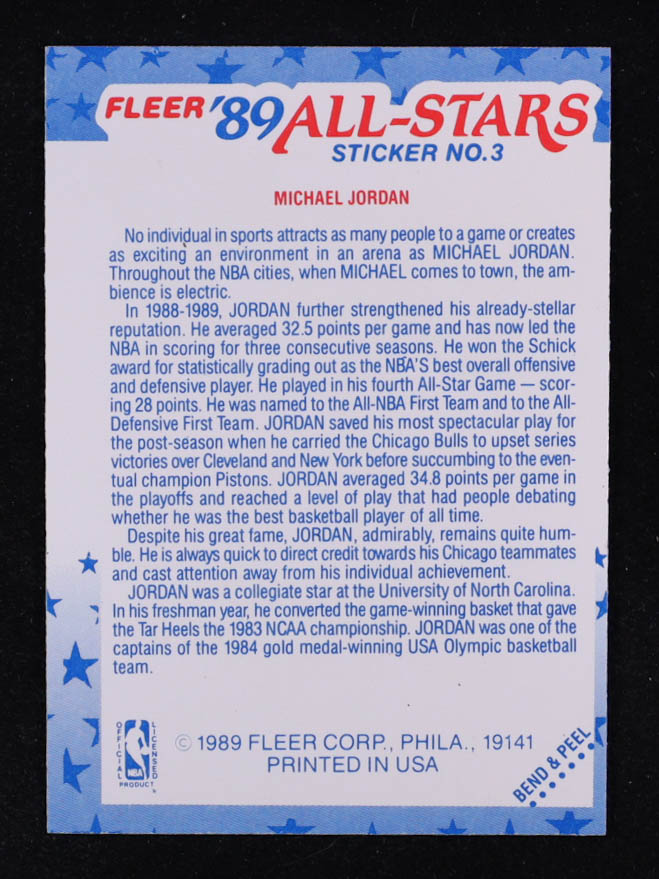 FLEER '89 ALL-STARS
STICKER NO.3
MICHAEL JORDAN
No individual in sports attracts as many people to a game or creates
as exciting an environment in an arena as MICHAEL JORDAN.
Throughout the NBA cities, when MICHAEL comes to town, the am-
bience is electric.
In 1988-1989, JORDAN further strengthened his already-stellar
reputation. He averaged 32.5 points per game and has now led the
NBA in scoring for three consecutive seasons. He won the Schick
award for statistically grading out as the NBA'S best overall offensive
and defensive player. He played in his fourth All-Star Game — scor-
ing 28 points. He was named to the All-NBA First Team and to the All-
Defensive First Team. JORDAN saved his most spectacular play for
the post-season when he carried the Chicago Bulls to upset series
victories over Cleveland and New York before succumbing to the even-
tual champion Pistons. JORDAN averaged 34.8 points per game in
the playoffs and reached a level of play that had people debating
whether he was the best basketball player of all time.
Despite his great fame, JORDAN, admirably, remains quite hum-
ble. He is always quick to direct credit towards his Chicago teammates
and cast attention away from his individual achievement.
JORDAN was a collegiate star at the University of North Carolina.
In his freshman year, he converted the game-winning basket that gave
the Tar Heels the 1983 NCAA championship. JORDAN was one of the
captains of the 1984 gold medal-winning USA Olympic basketball
team.
OFFICIAL
NBA
LICENSED
PRODUCT
© 1989 FLEER CORP., PHILA., 19141
PRINTED IN USA
BEND & PEEL